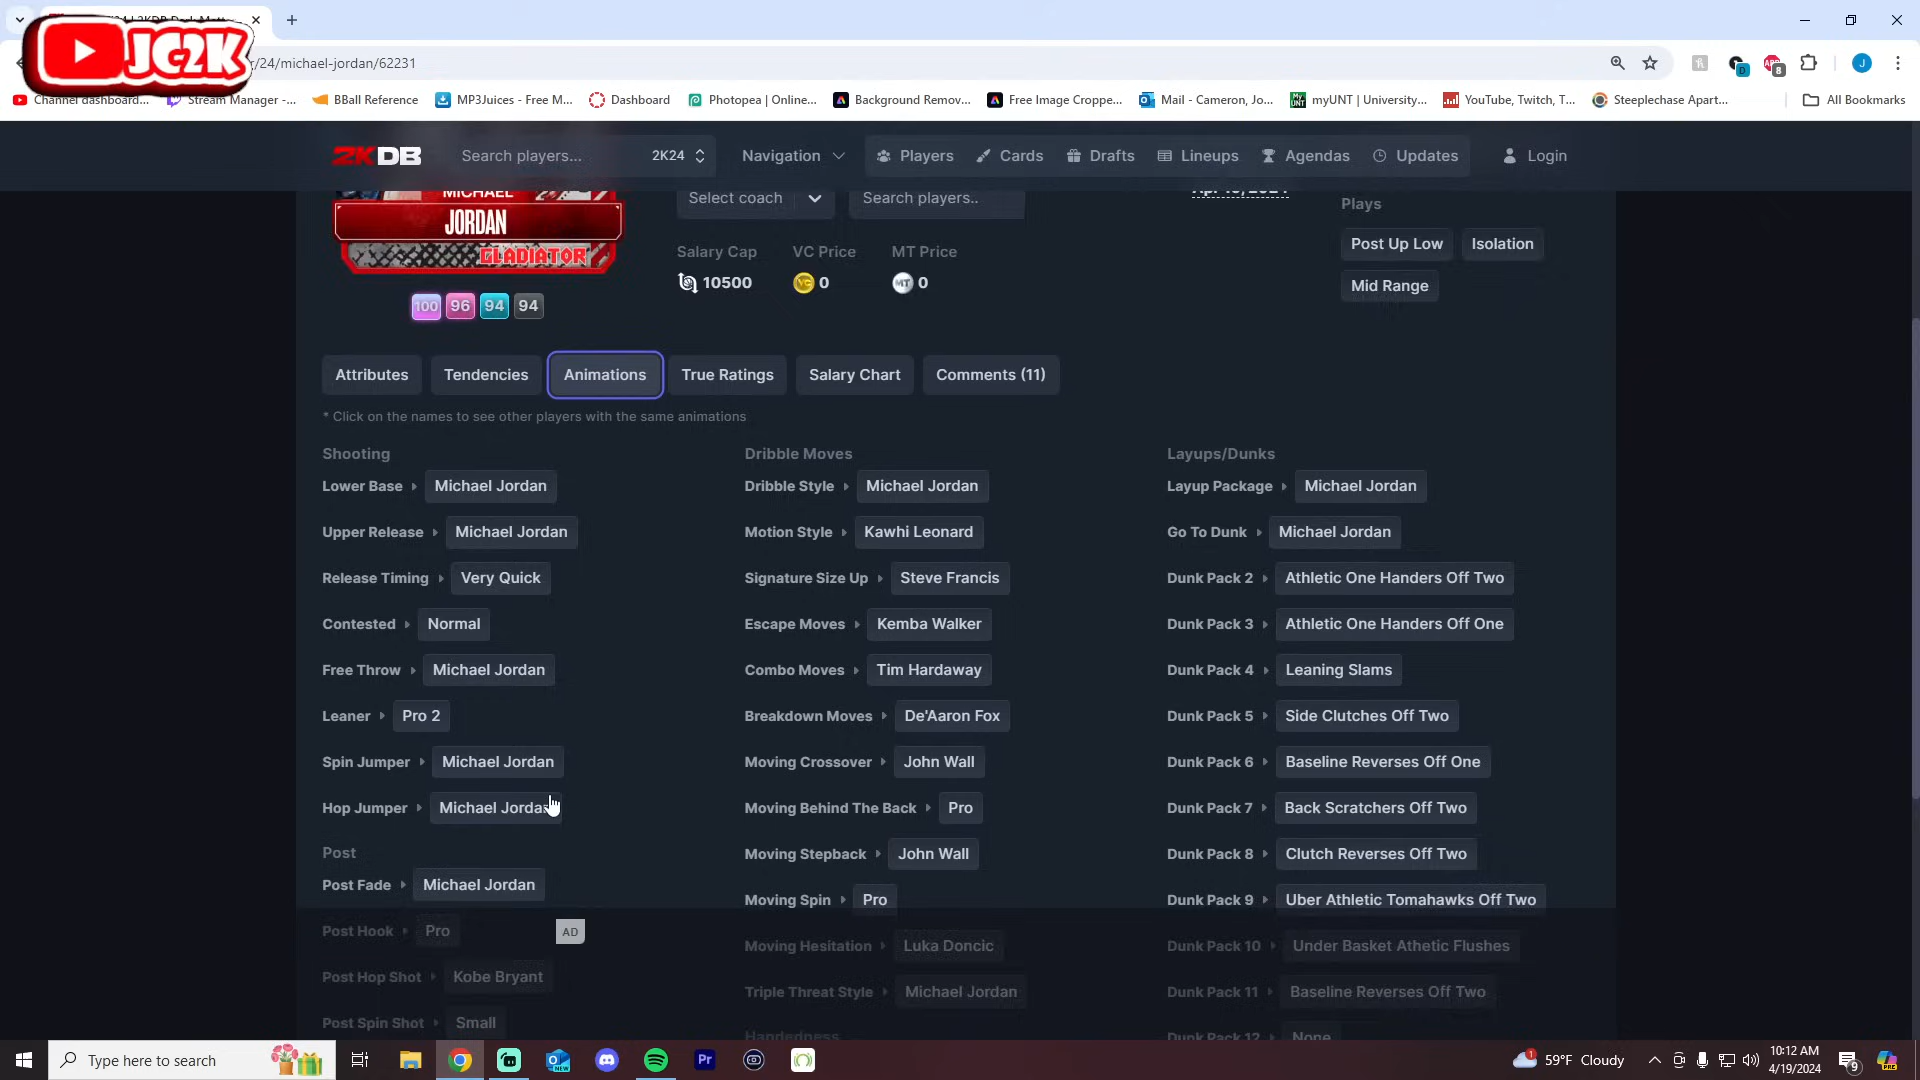 JC2K
r/24/michael-jordan/62231
Channel dashboard... Stream Manager -... BBall Reference MP3Juices - Free M... Dashboard Photopea | Online... Background Remov... Free Image Croppe... Mail - Cameron, Jo... myUNT | University... YouTube, Twitch, T... Steeplechase Apart... All Bookmarks
2KDB Search players... 2K24 Navigation Players Cards Drafts Lineups Agendas Updates Login
MICHAEL
JORDAN
GLADIATOR
100 96 94 94
Select coach Search players..
Salary Cap VC Price MT Price
10500 VC 0 MT 0
Plays
Post Up Low Isolation
Mid Range
Attributes Tendencies Animations True Ratings Salary Chart Comments (11)
* Click on the names to see other players with the same animations
Shooting
Lower Base Michael Jordan
Upper Release Michael Jordan
Release Timing Very Quick
Contested Normal
Free Throw Michael Jordan
Leaner Pro 2
Spin Jumper Michael Jordan
Hop Jumper Michael Jordan
Post
Post Fade Michael Jordan
Post Hook Pro
Post Hop Shot Kobe Bryant
Post Spin Shot Small
AD
Dribble Moves
Dribble Style Michael Jordan
Motion Style Kawhi Leonard
Signature Size Up Steve Francis
Escape Moves Kemba Walker
Combo Moves Tim Hardaway
Breakdown Moves De'Aaron Fox
Moving Crossover John Wall
Moving Behind The Back Pro
Moving Stepback John Wall
Moving Spin Pro
Moving Hesitation Luka Doncic
Triple Threat Style Michael Jordan
Handedness
Layups/Dunks
Layup Package Michael Jordan
Go To Dunk Michael Jordan
Dunk Pack 2 Athletic One Handers Off Two
Dunk Pack 3 Athletic One Handers Off One
Dunk Pack 4 Leaning Slams
Dunk Pack 5 Side Clutches Off Two
Dunk Pack 6 Baseline Reverses Off One
Dunk Pack 7 Back Scratchers Off Two
Dunk Pack 8 Clutch Reverses Off Two
Dunk Pack 9 Uber Athletic Tomahawks Off Two
Dunk Pack 10 Under Basket Athetic Flushes
Dunk Pack 11 Baseline Reverses Off Two
Dunk Pack 12 None
Type here to search
59°F Cloudy
10:12 AM
4/19/2024